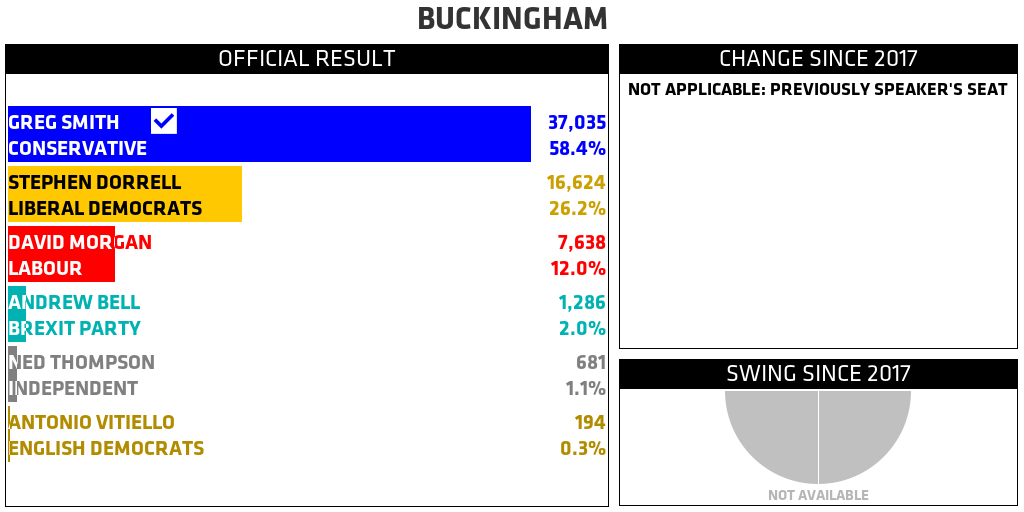 BUCKINGHAM
OFFICIAL RESULT
GREG SMITH
37,035
CONSERVATIVE
58.4%
STEPHEN DORRELL
16,624
LIBERAL DEMOCRATS
26.2%
DAVID MORGAN
7,638
LABOUR
12.0%
ANDREW BELL
1,286
BREXIT PARTY
2.0%
NED THOMPSON
681
INDEPENDENT
1.1%
ANTONIO VITIELLO
194
ENGLISH DEMOCRATS
0.3%
CHANGE SINCE 2017
NOT APPLICABLE: PREVIOUSLY SPEAKER'S SEAT
SWING SINCE 2017
NOT AVAILABLE